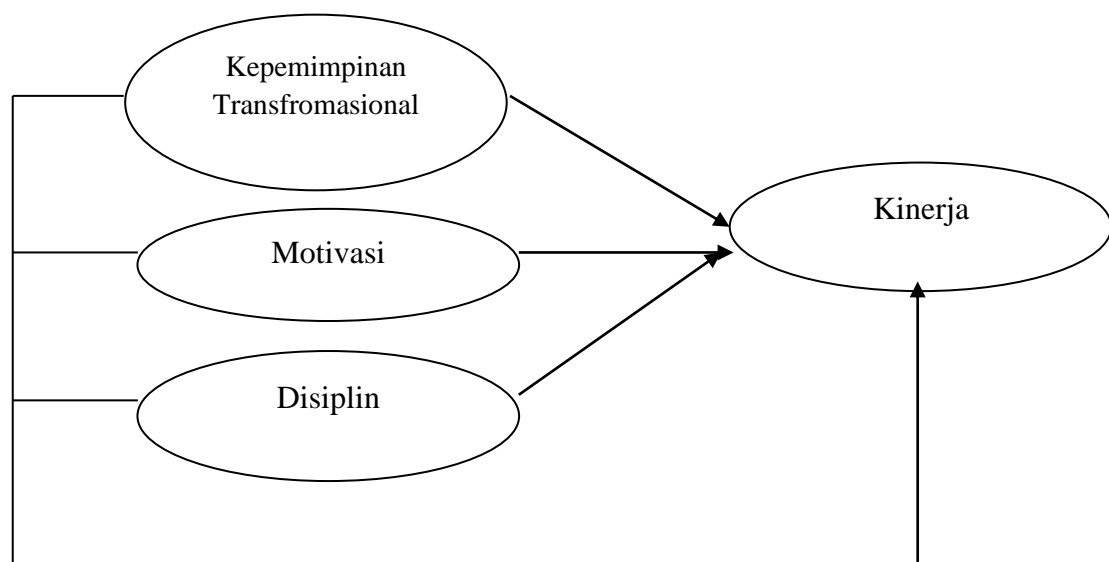 Kepemimpinan
Transfromasional
Kinerja
Motivasi
Disiplin